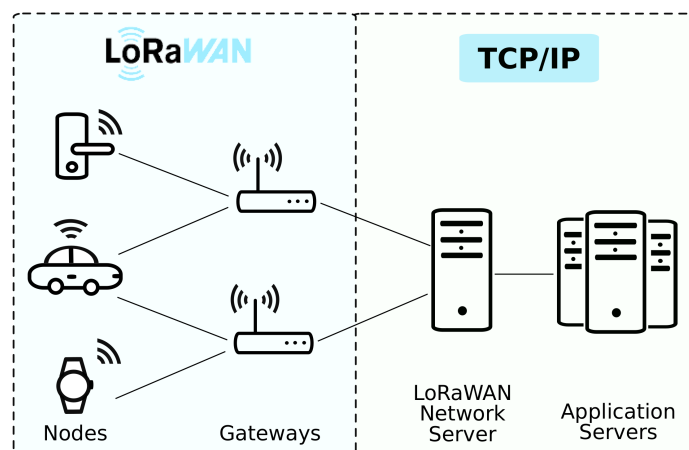 LoRaWAN
TCP/IP
Nodes
Gateways
LoRaWAN
Network
Server
Application
Servers